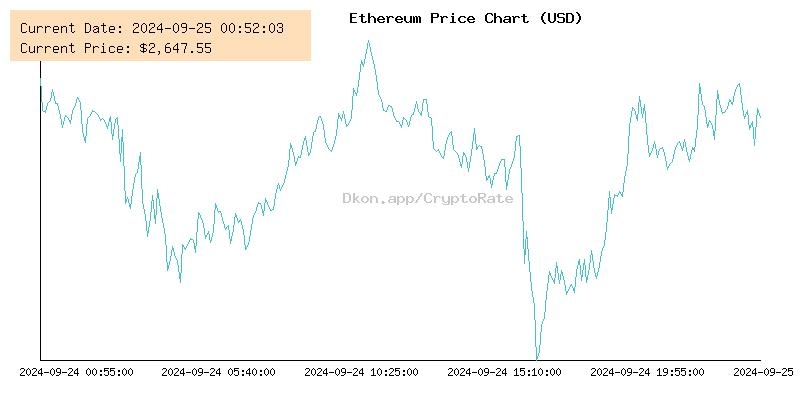 Ethereum Price Chart (USD)
Current Date: 2024-09-25 00:52:03
Current Price: $2,647.55
Dkon.app/CryptoRate
2024-09-24 00:55:00 2024-09-24 05:40:00 2024-09-24 10:25:00 2024-09-24 15:10:00 2024-09-24 19:55:00 2024-09-25